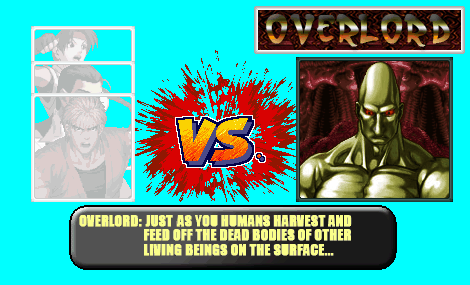 OVERLORD
VS.
OVERLORD: JUST AS YOU HUMANS HARVEST AND
FEED OFF THE DEAD BODIES OF OTHER
LIVING BEINGS ON THE SURFACE...